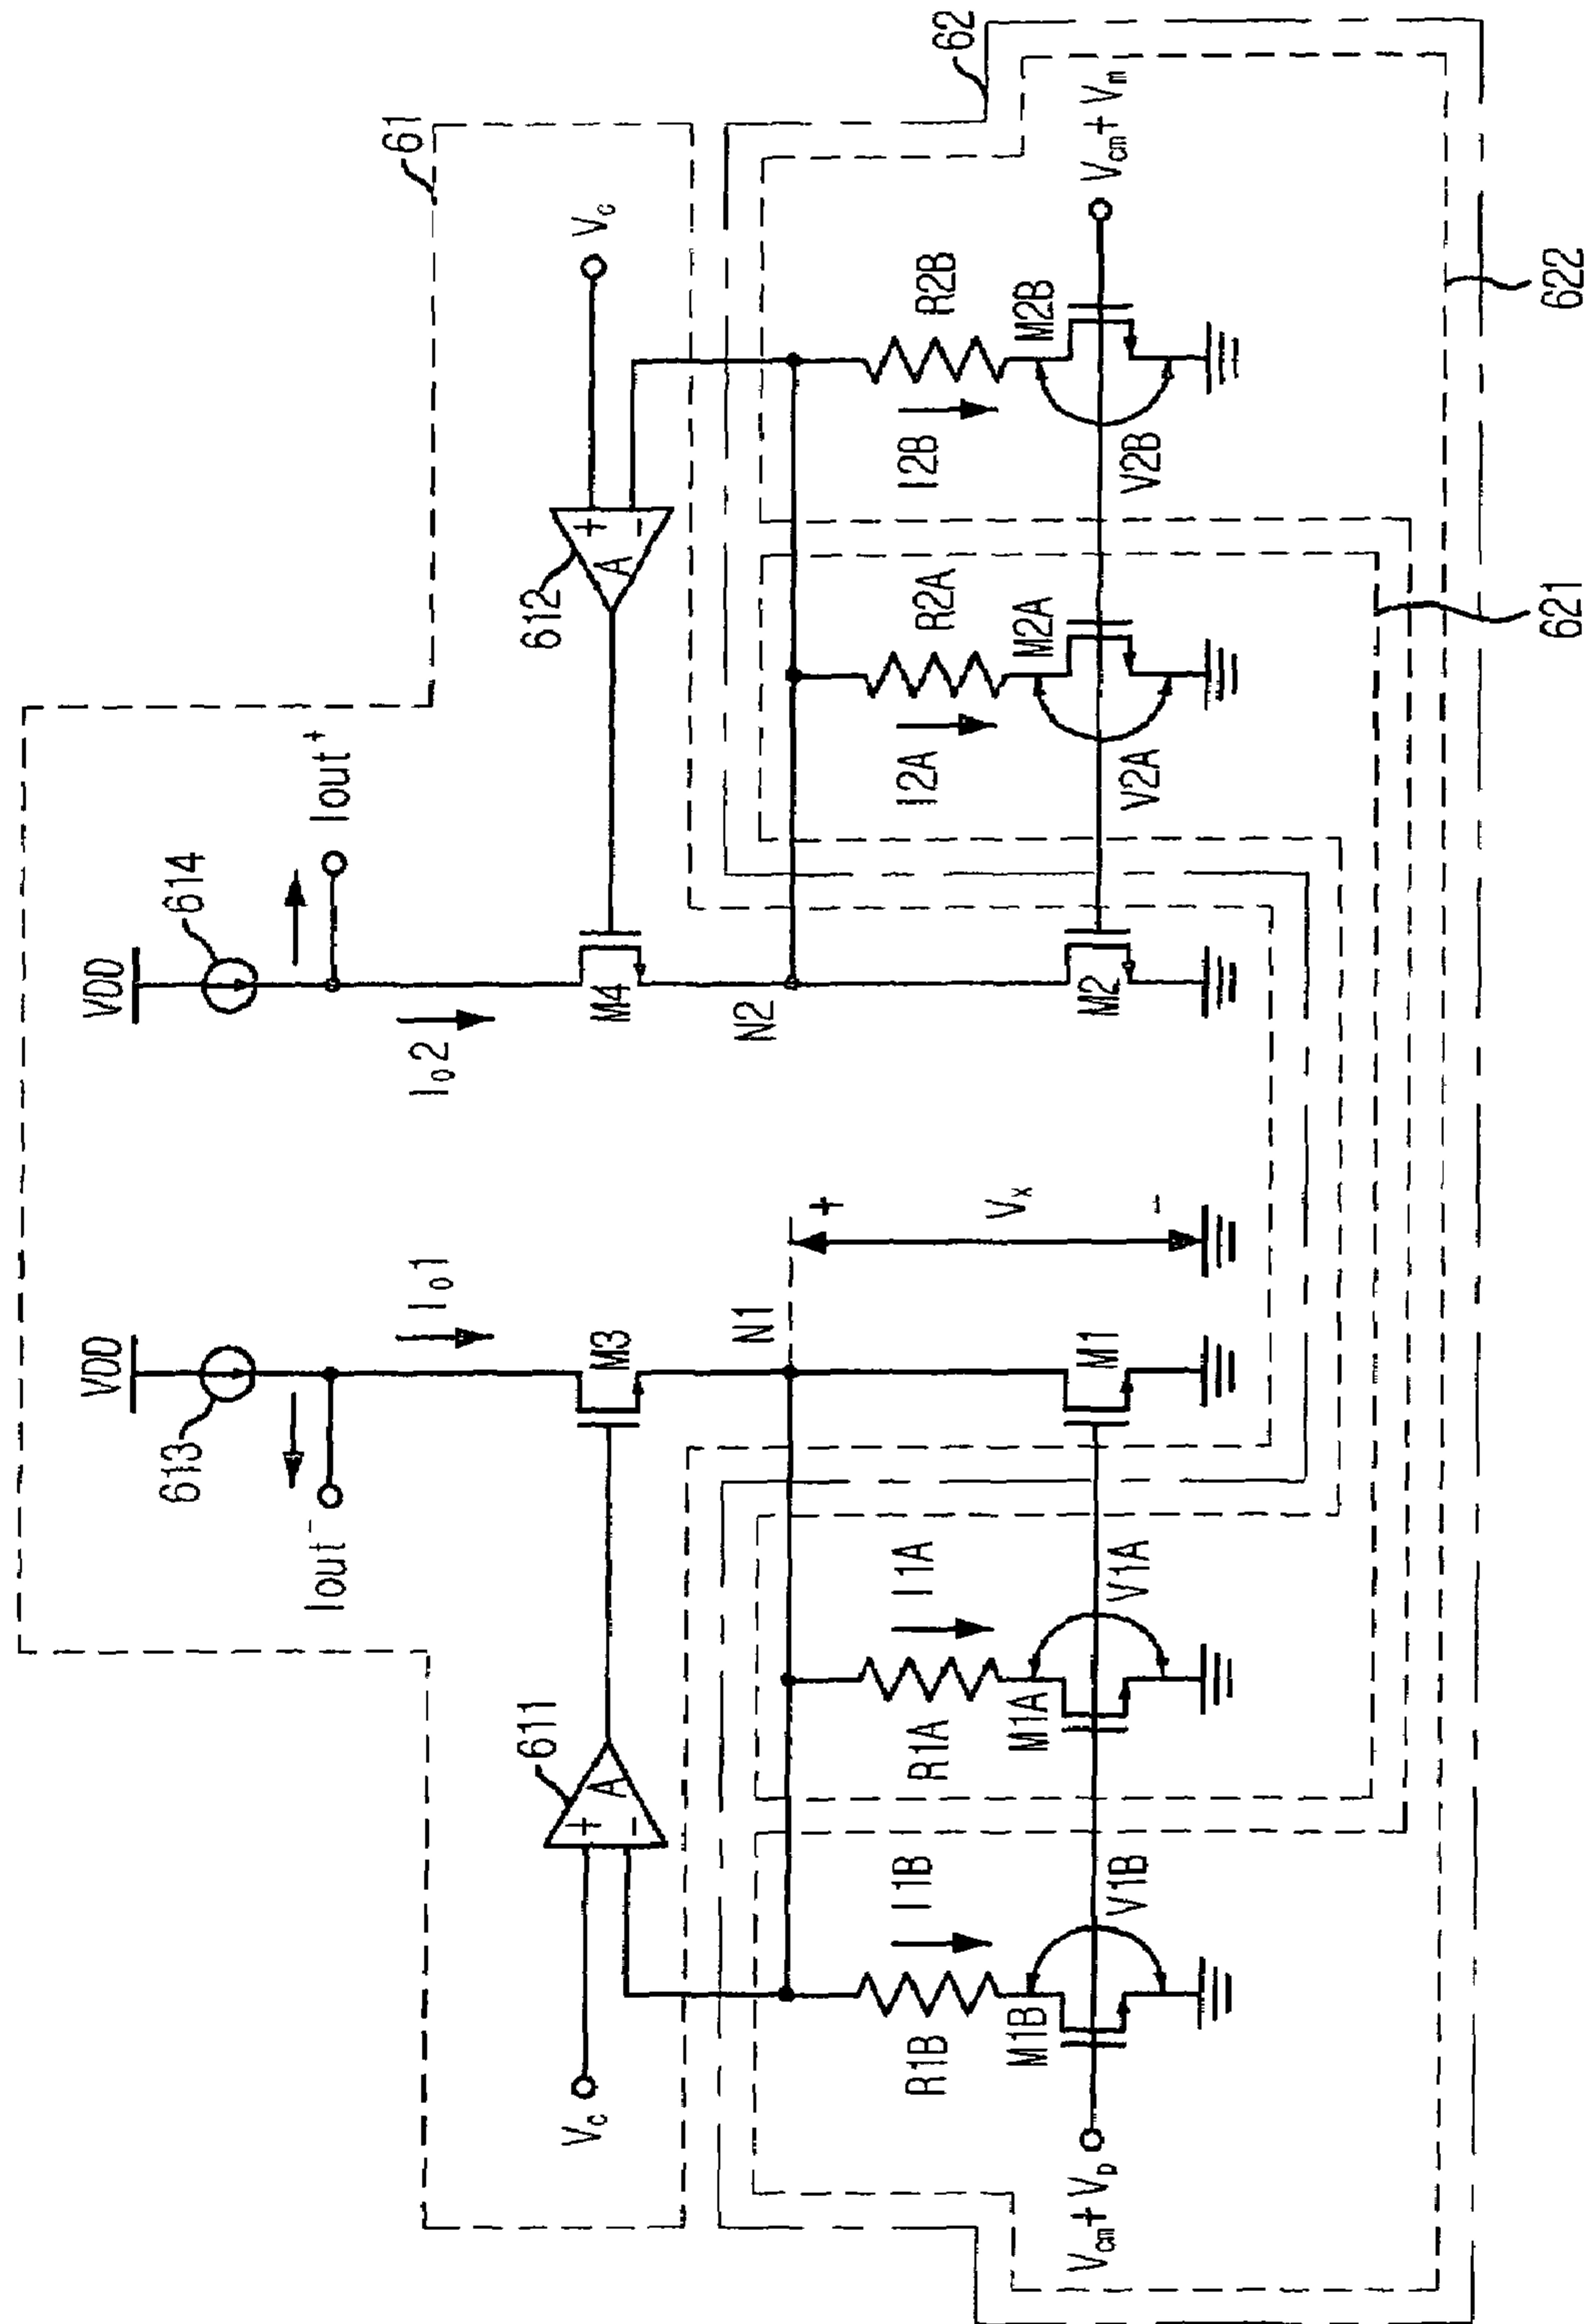 61
62
VDD
VDD
613
614
Iout⁻
Iout⁺
I₀1
I₀2
611
612
A
+
-
A
+
-
Vc
Vc
M3
M4
N1
N2
+
Vx
-
R1B
I1B
R1A
I1A
I2A
R2A
I2B
R2B
M1B
M1A
M1
M2
M2A
M2B
Vcm+Vp
V1B
V1A
V2A
V2B
Vcm+Vm
621
622